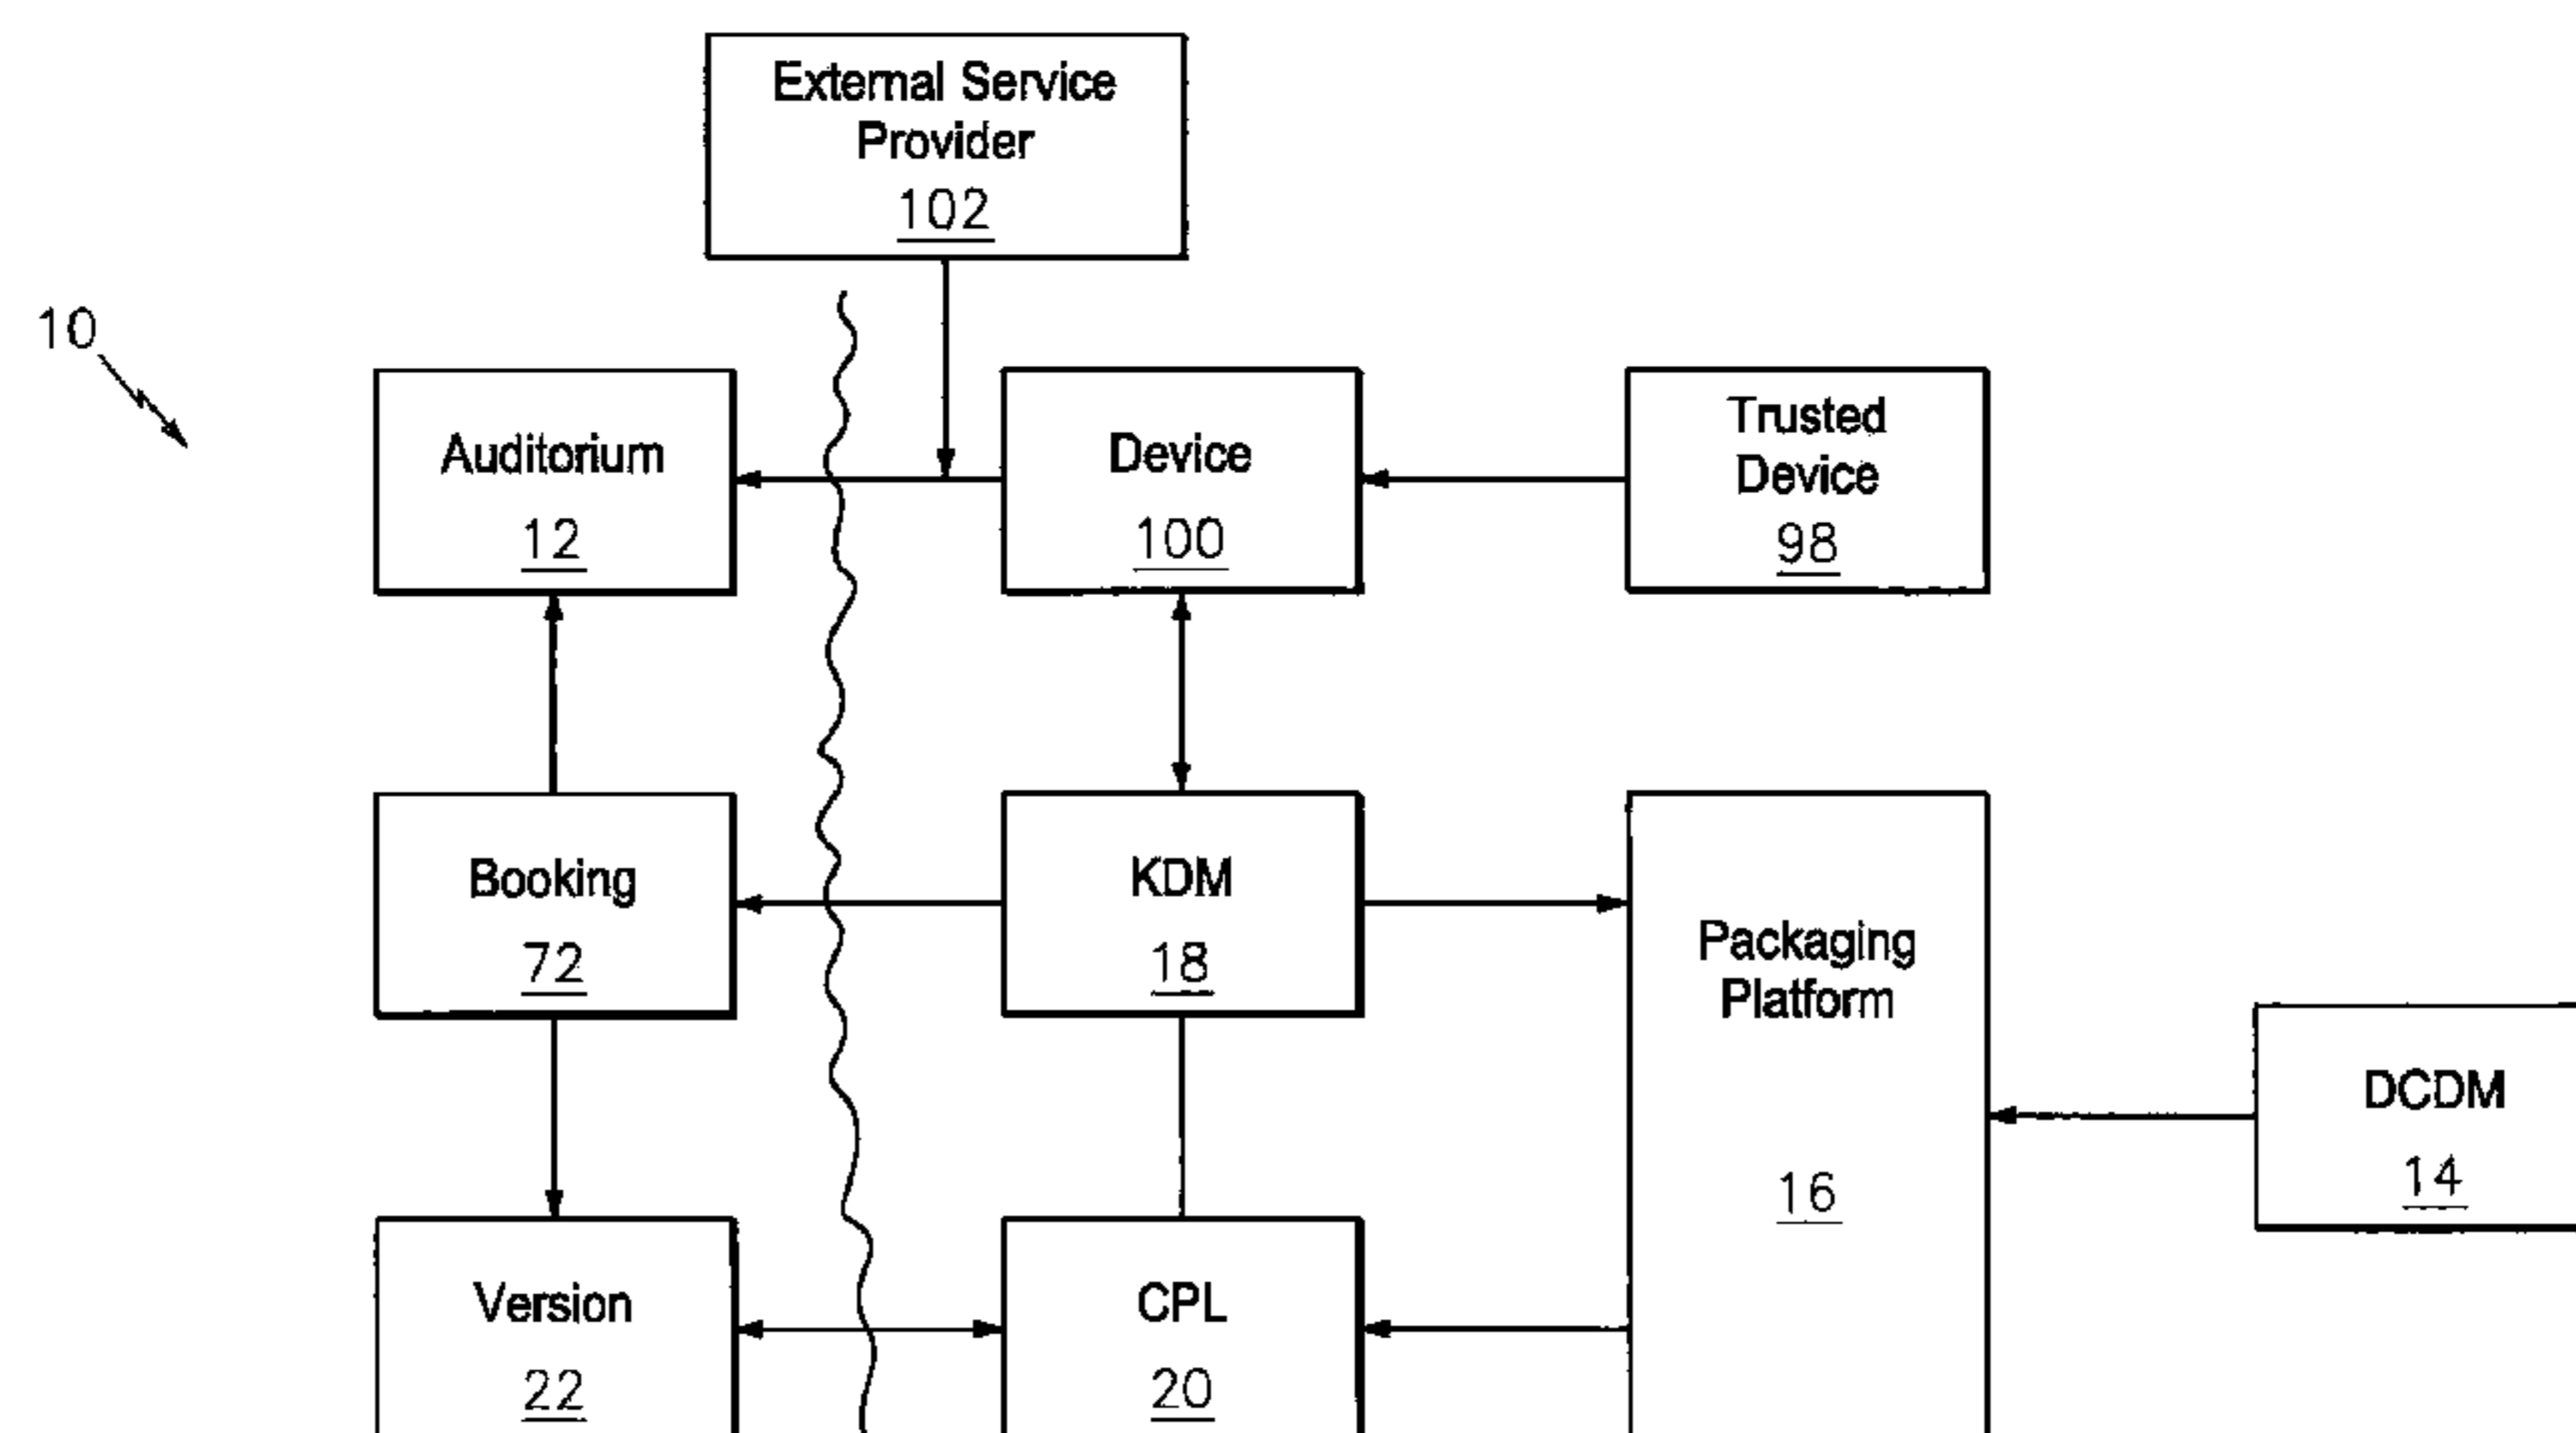 External Service
Provider
102
10
Auditorium
12
Device
100
Trusted
Device
98
Booking
72
KDM
18
Packaging
Platform
16
DCDM
14
Version
22
CPL
20